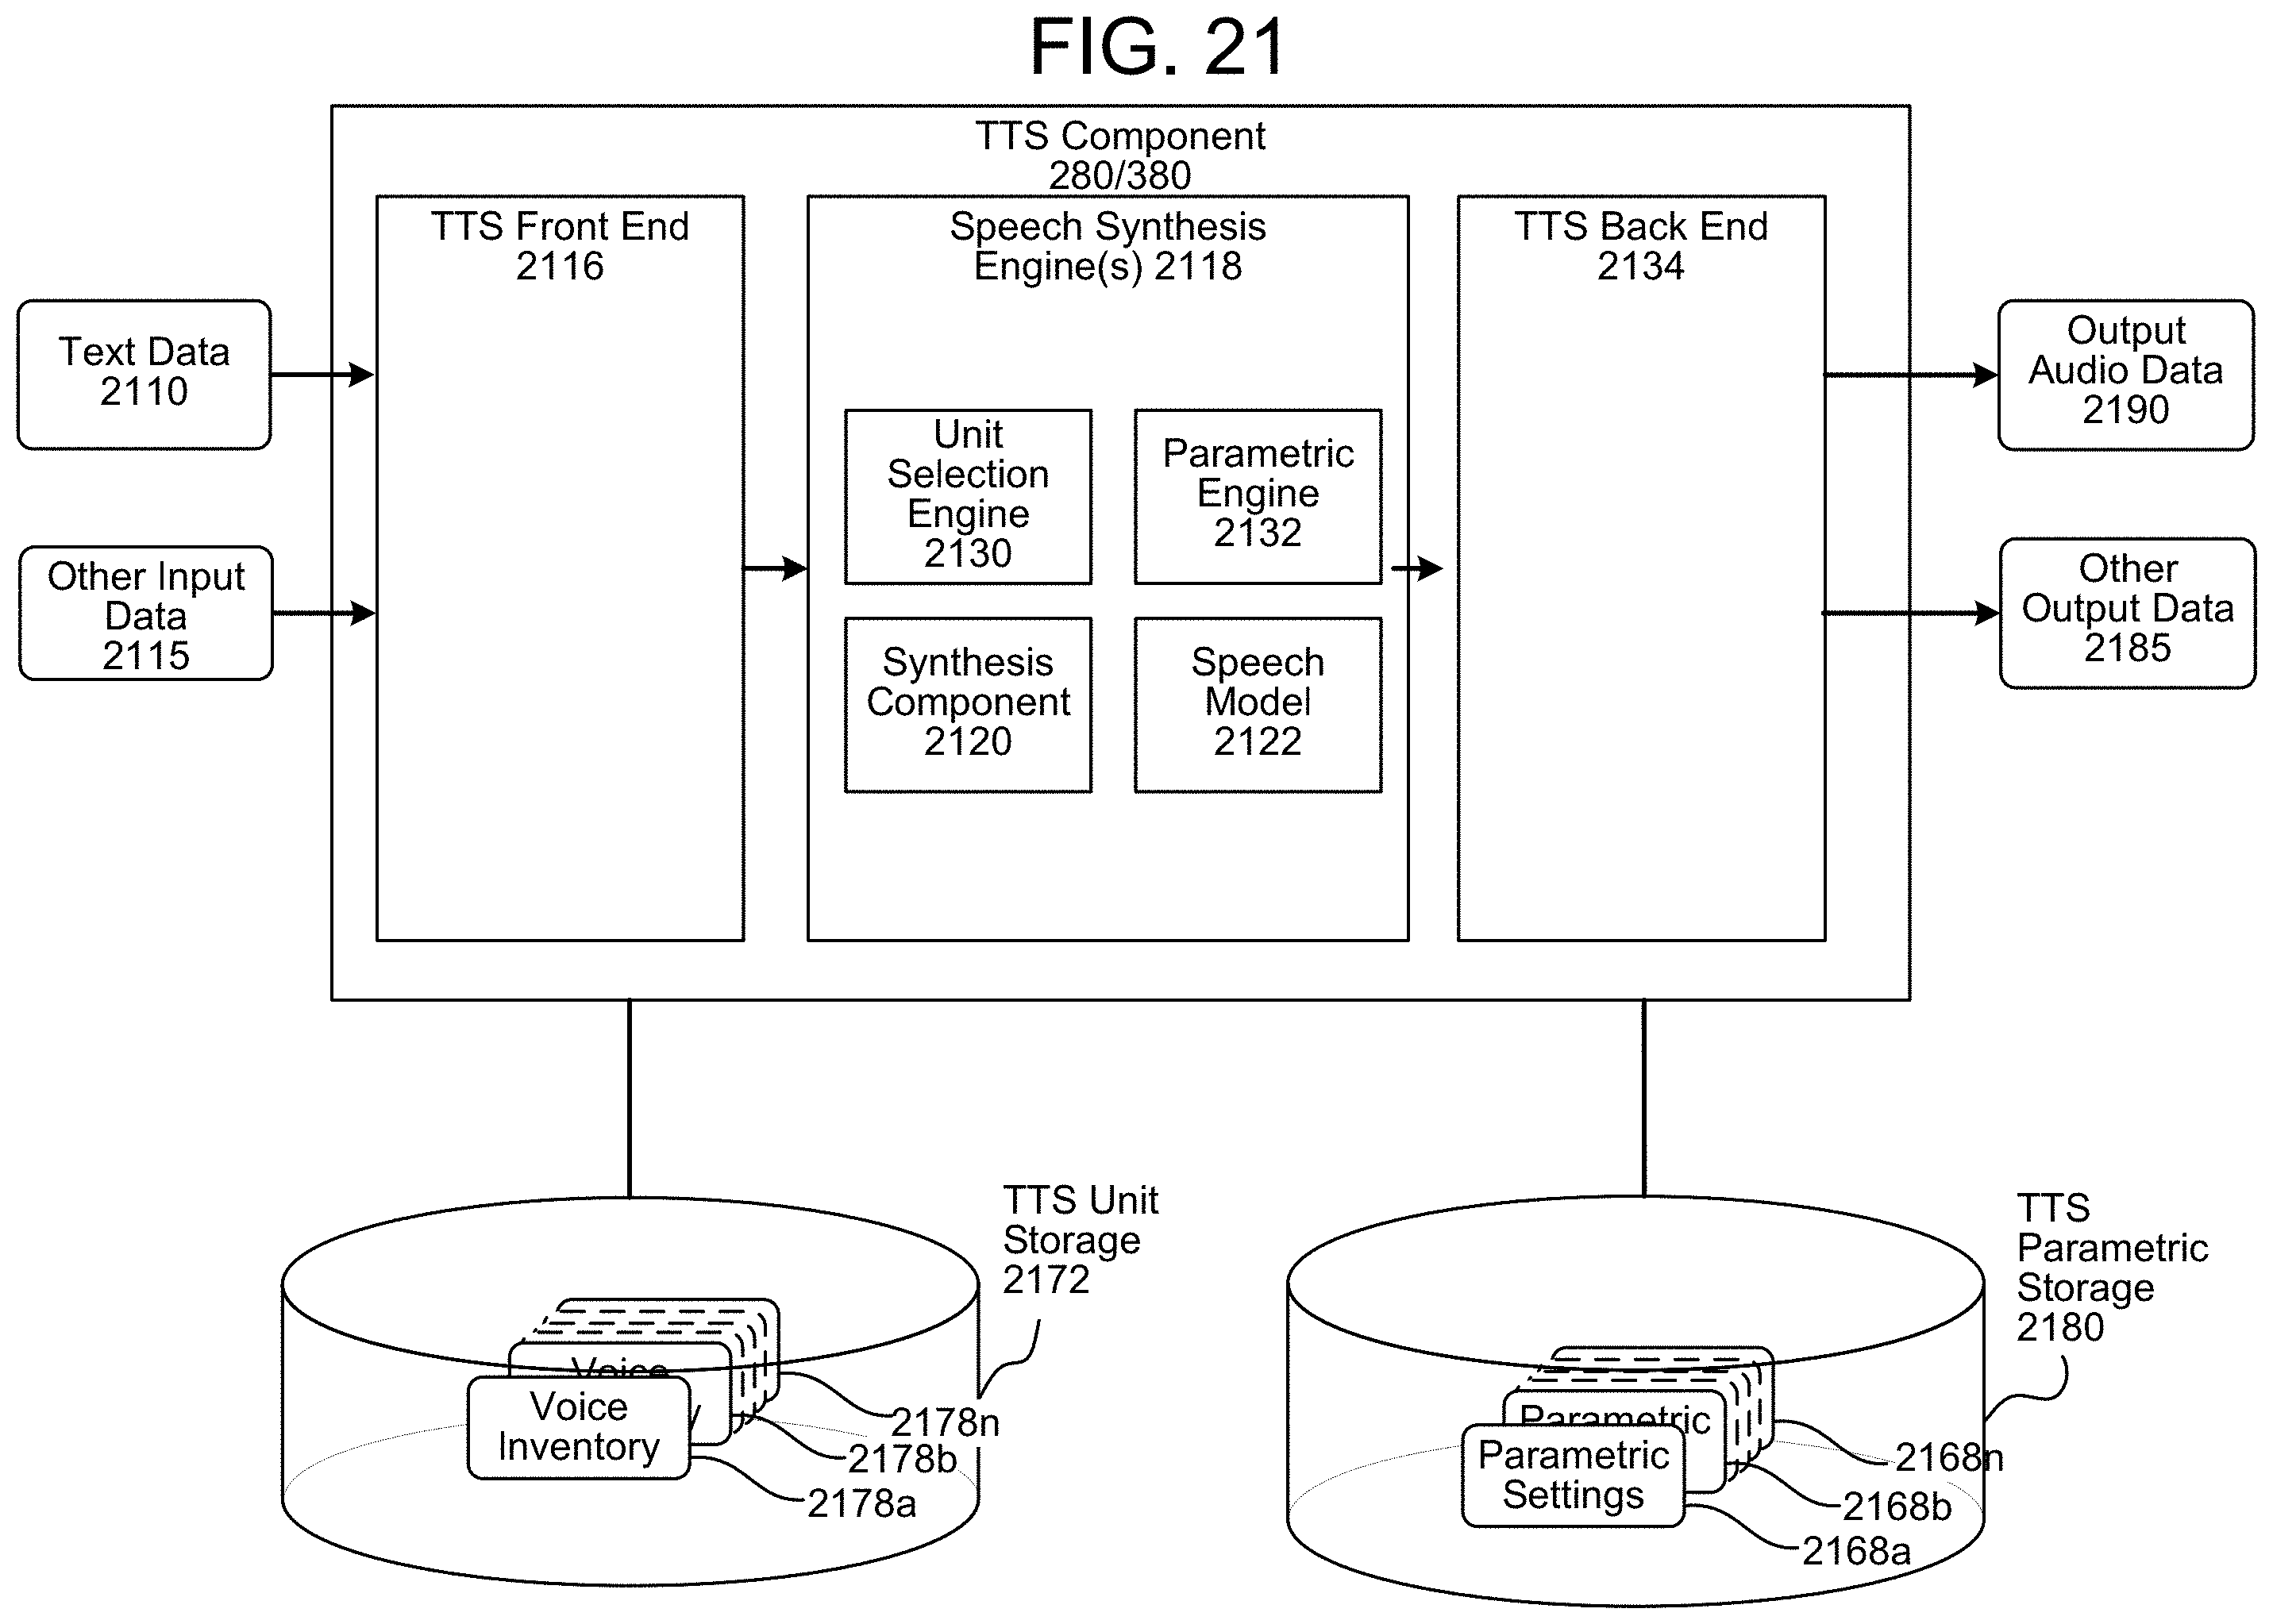 FIG. 21
TTS Component
280/380
TTS Front End
2116
Speech Synthesis
Engine(s) 2118
TTS Back End
2134
Text Data
2110
Other Input
Data
2115
Unit
Selection
Engine
2130
Parametric
Engine
2132
Synthesis
Component
2120
Speech
Model
2122
Output
Audio Data
2190
Other
Output Data
2185
TTS Unit
Storage
2172
Voice
Voice
Inventory
2178n
2178b
2178a
TTS
Parametric
Storage
2180
Parametric
Parametric
Settings
2168n
2168b
2168a